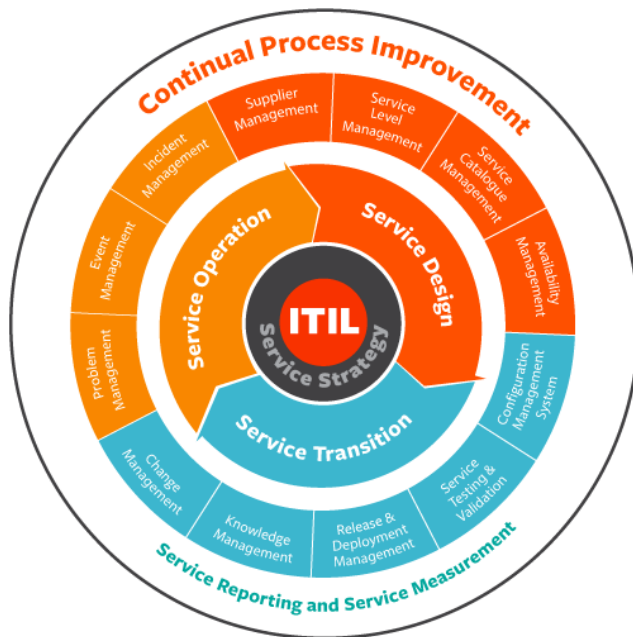 Continual Process Improvement
Supplier
Management
Service
Level
Management
Service
Catalogue
Management
Availability
Management
Configuration
Management
System
Service
Testing &
Validation
Release &
Deployment
Management
Knowledge
Management
Change
Management
Problem
Management
Event
Management
Incident
Management
Service Operation
Service Design
Service Transition
ITIL
Service Strategy
Service Reporting and Service Measurement